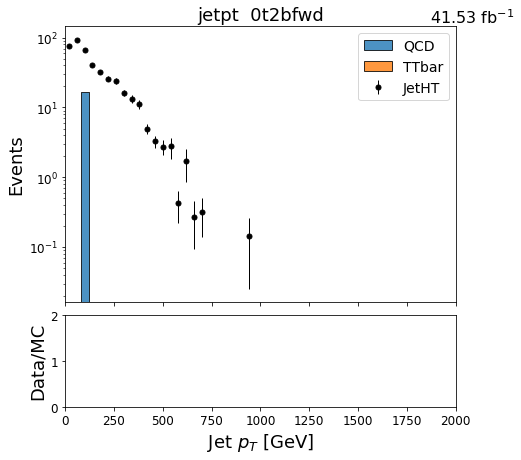 jetpt 0t2bfwd
41.53 fb⁻¹
QCD
TTbar
JetHT
Events
10²
10¹
10⁰
10⁻¹
Data/MC
2
1
0
0 250 500 750 1000 1250 1500 1750 2000
Jet p_T [GeV]